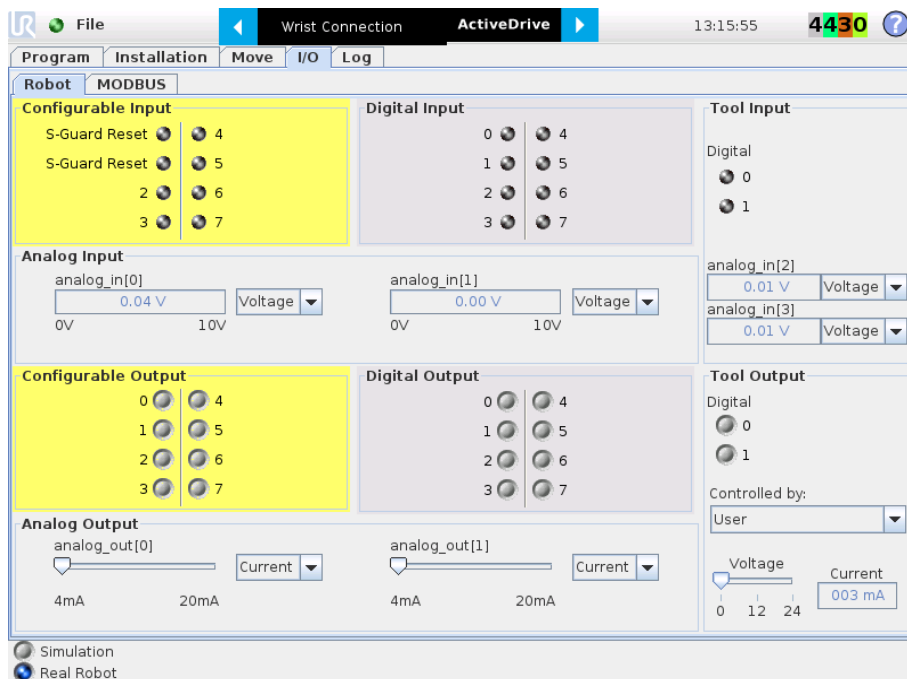 UR File Wrist Connection ActiveDrive 13:15:55 4430 ?
Program Installation Move I/O Log
Robot MODBUS
Configurable Input
S-Guard Reset 4
S-Guard Reset 5
2 6
3 7
Digital Input
0 4
1 5
2 6
3 7
Tool Input
Digital
0
1
Analog Input
analog_in[0]
0.04 V Voltage
0V 10V
analog_in[1]
0.00 V Voltage
0V 10V
analog_in[2]
0.01 V Voltage
analog_in[3]
0.01 V Voltage
Configurable Output
0 4
1 5
2 6
3 7
Digital Output
0 4
1 5
2 6
3 7
Tool Output
Digital
0
1
Controlled by:
User
Voltage
0 12 24
Current
003 mA
Analog Output
analog_out[0]
Current
4mA 20mA
analog_out[1]
Current
4mA 20mA
Simulation
Real Robot